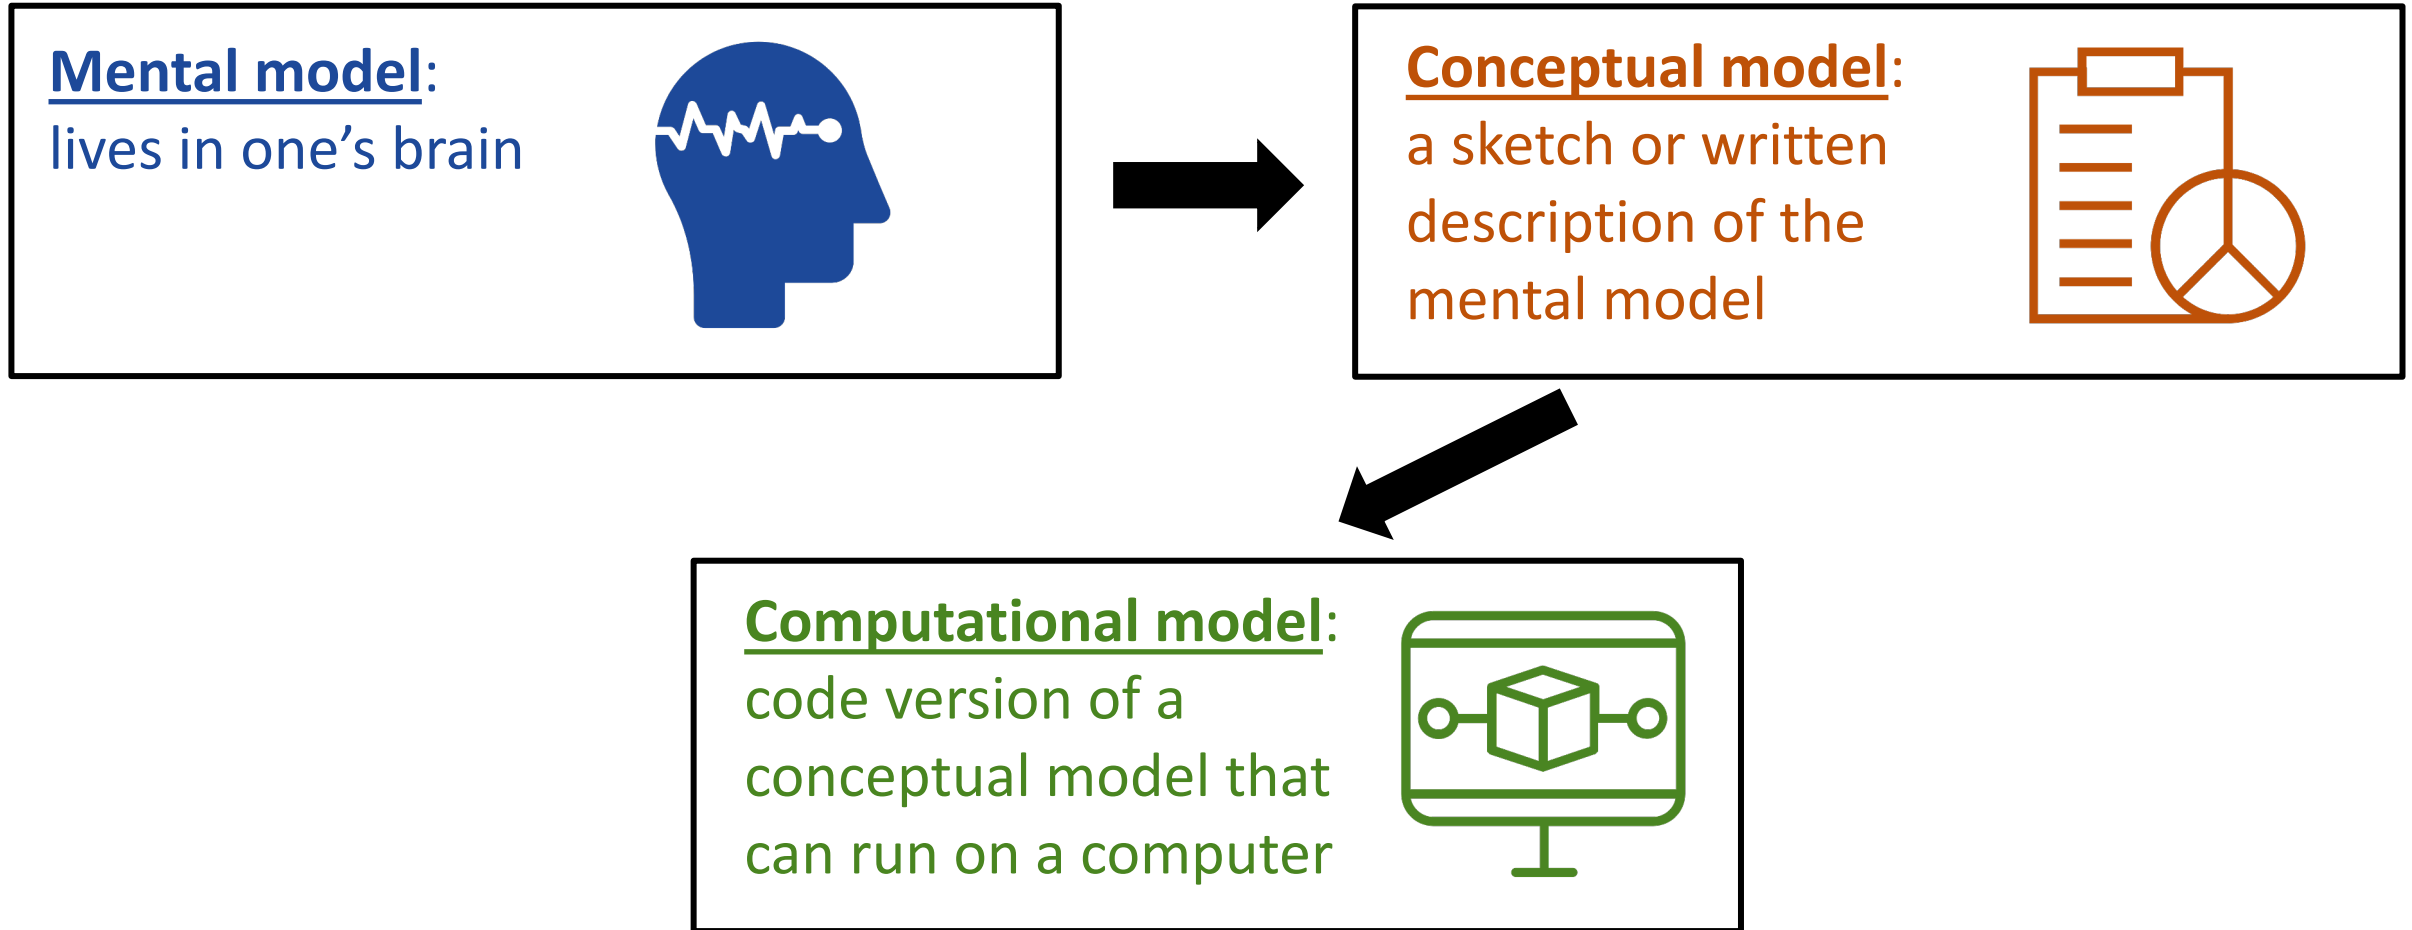 Mental model:
lives in one’s brain
Conceptual model:
a sketch or written
description of the
mental model
Computational model:
code version of a
conceptual model that
can run on a computer